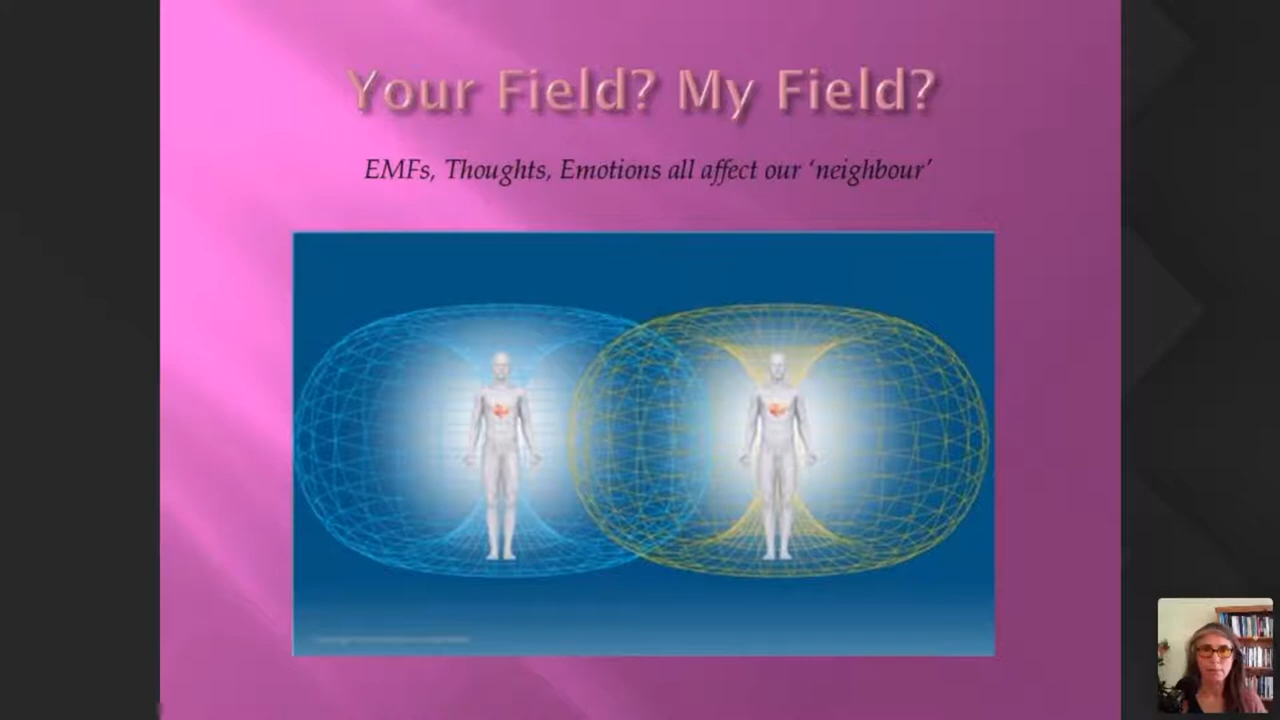 Your Field? My Field?
EMFs, Thoughts, Emotions all affect our ‘neighbour’